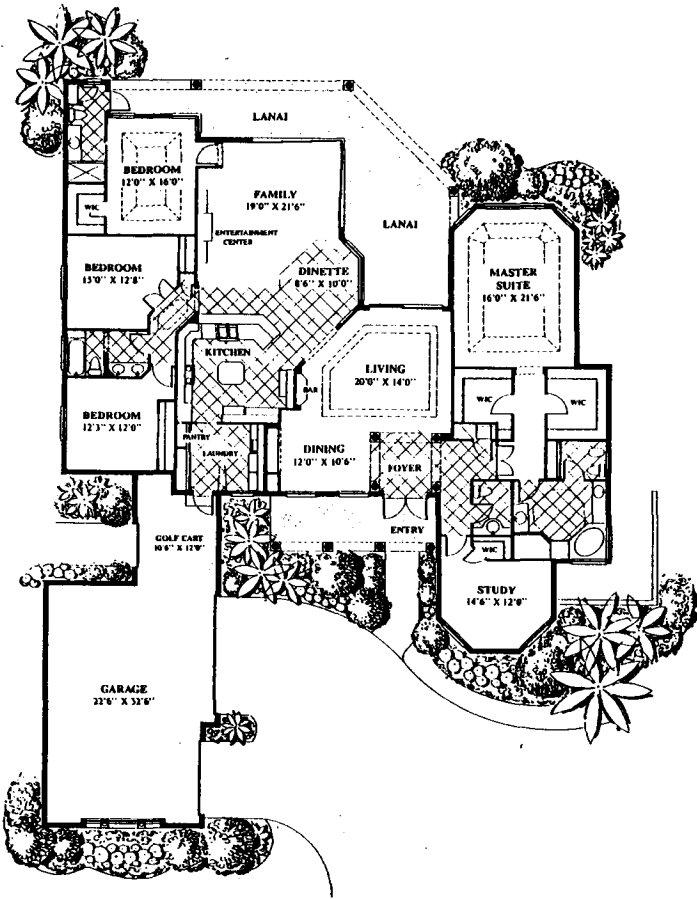 LANAI
BEDROOM
12'0" X 16'0"
WIC
FAMILY
19'0" X 21'6"
ENTERTAINMENT
CENTER
LANAI
BEDROOM
13'0" X 12'8"
DINETTE
8'6" X 10'0"
MASTER
SUITE
16'0" X 21'6"
KITCHEN
LIVING
20'0" X 14'0"
BAR
WIC
WIC
BEDROOM
12'3" X 12'0"
PANTRY
LAUNDRY
DINING
12'0" X 10'6"
FOYER
ENTRY
GOLF CART
10'6" X 12'0"
WIC
STUDY
14'6" X 12'0"
GARAGE
22'6" X 32'6"